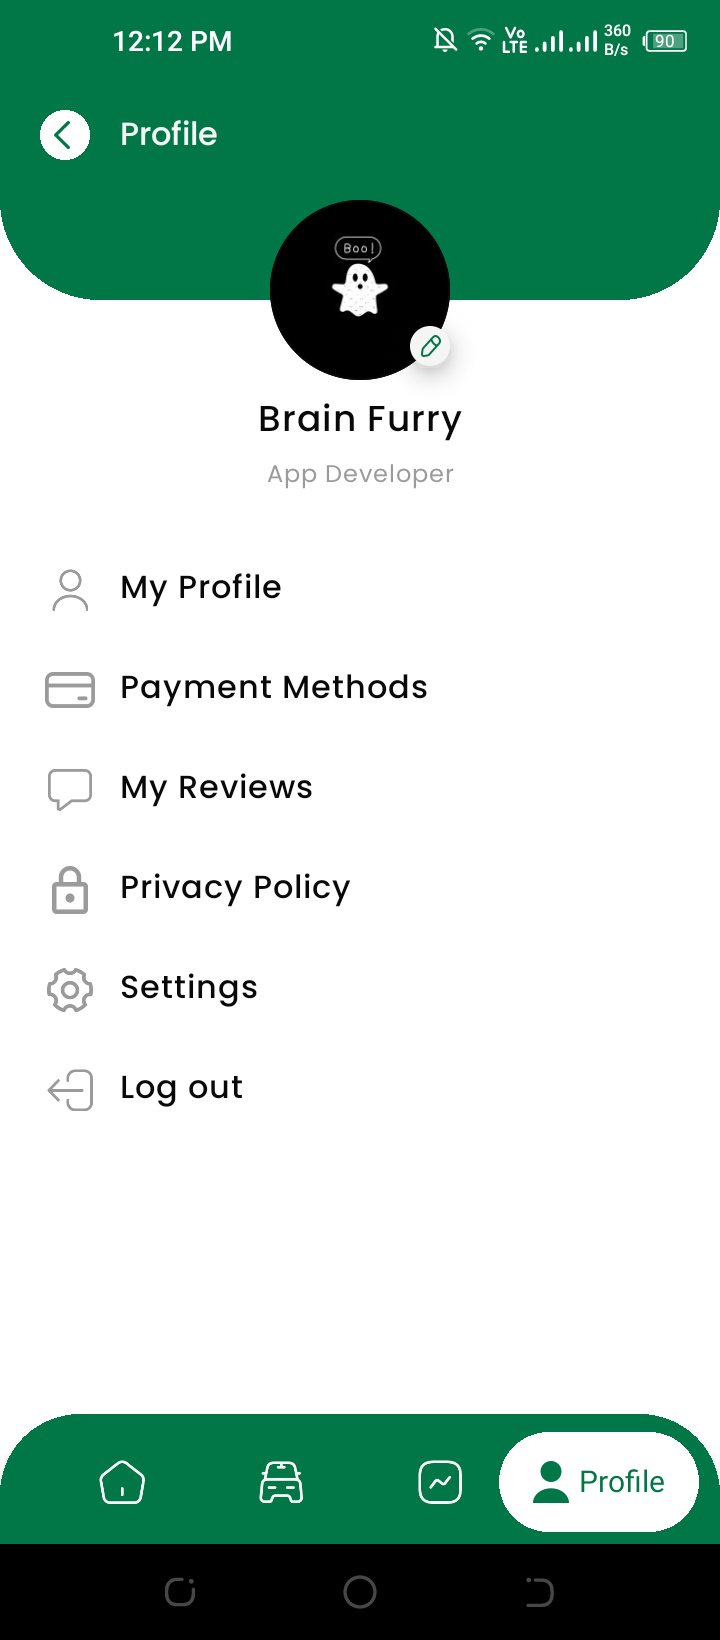 12:12 PM
Vo LTE
360 B/s
90
Profile
Boo!
Brain Furry
App Developer
My Profile
Payment Methods
My Reviews
Privacy Policy
Settings
Log out
Profile